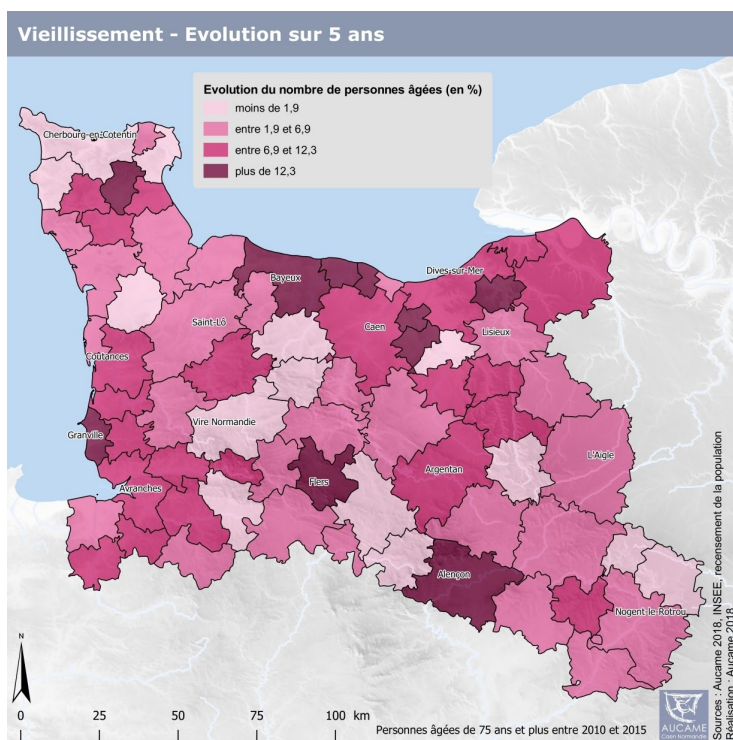 Vieillissement - Evolution sur 5 ans
Evolution du nombre de personnes âgées (en %)
moins de 1,9
entre 1,9 et 6,9
entre 6,9 et 12,3
plus de 12,3
Cherbourg-en-Cotentin
Bayeux
Dives-sur-Mer
Saint-Lô
Caen
Lisieux
Coutances
Vire Normandie
Granville
L'Aigle
Argentan
Flers
Avranches
Alençon
Nogent-le-Rotrou
N
0 25 50 75 100 km
Personnes âgées de 75 ans et plus entre 2010 et 2015
AUCAME
Caen Normandie
Sources : Aucame 2018, INSEE, recensement de la population
Réalisation : Aucame 2018